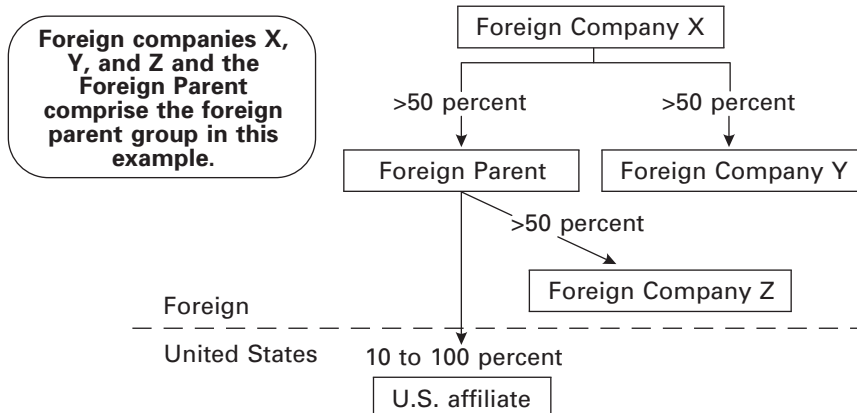 Foreign companies X,
Y, and Z and the
Foreign Parent
comprise the foreign
parent group in this
example.
Foreign Company X
>50 percent
>50 percent
Foreign Parent
Foreign Company Y
>50 percent
Foreign Company Z
Foreign
United States
10 to 100 percent
U.S. affiliate